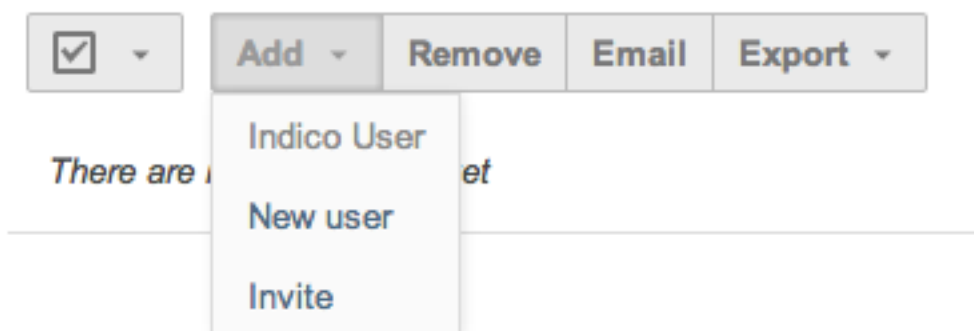 Add Remove Email Export
Indico User
There are et
New user
Invite